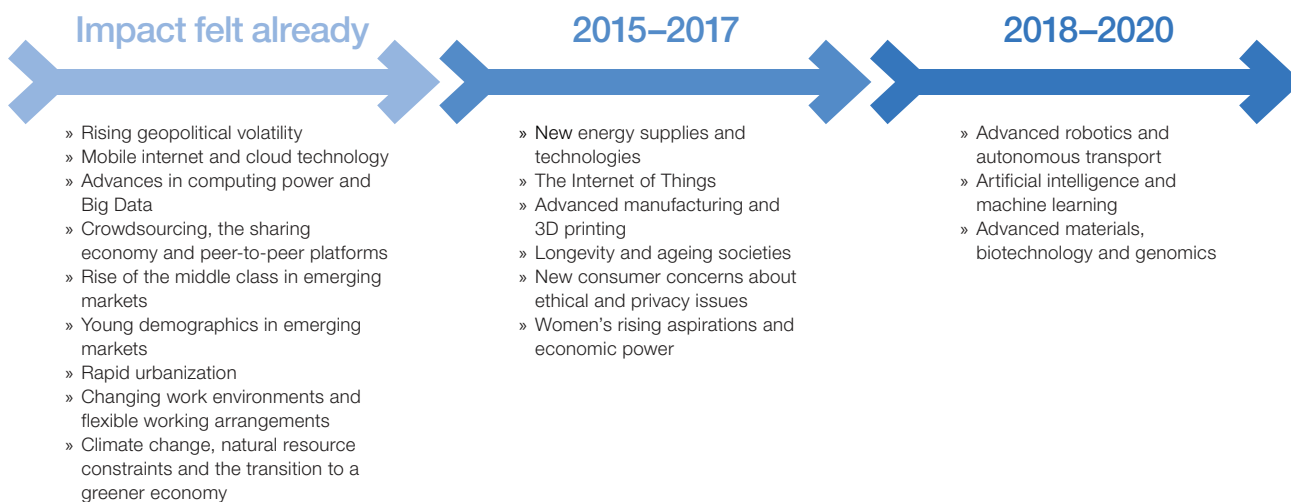 Impact felt already
» Rising geopolitical volatility
» Mobile internet and cloud technology
» Advances in computing power and
Big Data
» Crowdsourcing, the sharing
economy and peer-to-peer platforms
» Rise of the middle class in emerging
markets
» Young demographics in emerging
markets
» Rapid urbanization
» Changing work environments and
flexible working arrangements
» Climate change, natural resource
constraints and the transition to a
greener economy
2015–2017
» New energy supplies and
technologies
» The Internet of Things
» Advanced manufacturing and
3D printing
» Longevity and ageing societies
» New consumer concerns about
ethical and privacy issues
» Women’s rising aspirations and
economic power
2018–2020
» Advanced robotics and
autonomous transport
» Artificial intelligence and
machine learning
» Advanced materials,
biotechnology and genomics